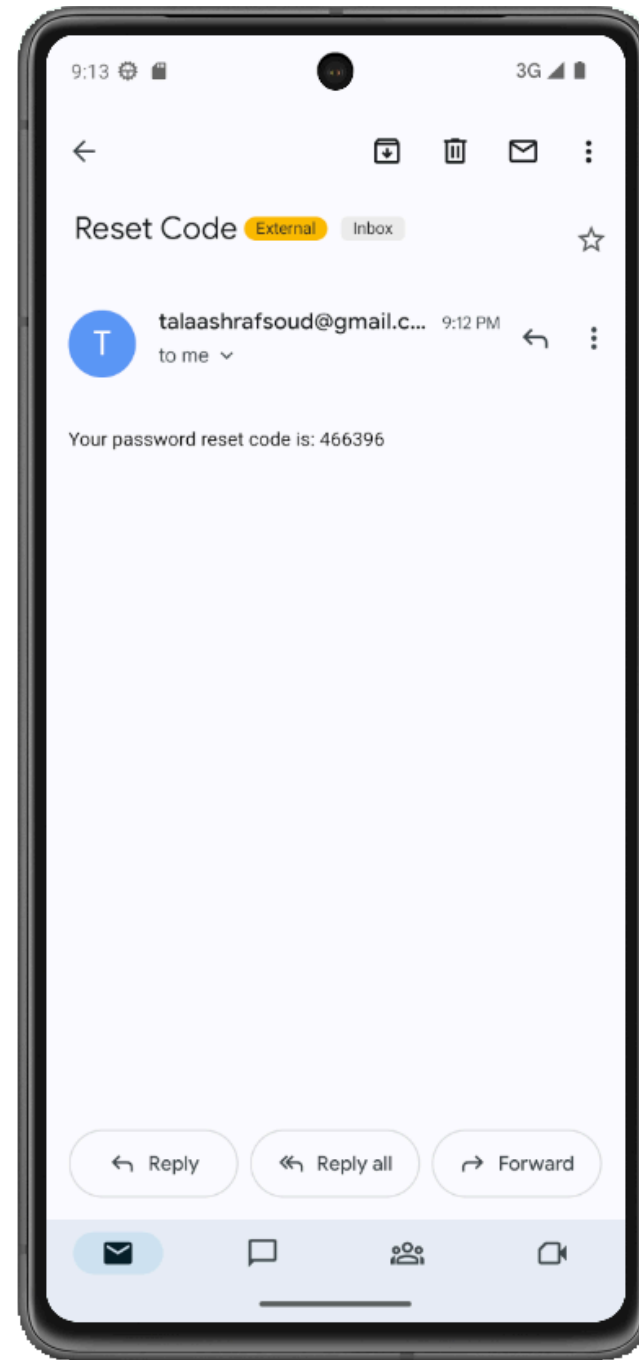 9:13
3G
Reset Code External Inbox
T
talaashrafsoud@gmail.c... 9:12 PM
to me
Your password reset code is: 466396
Reply Reply all Forward